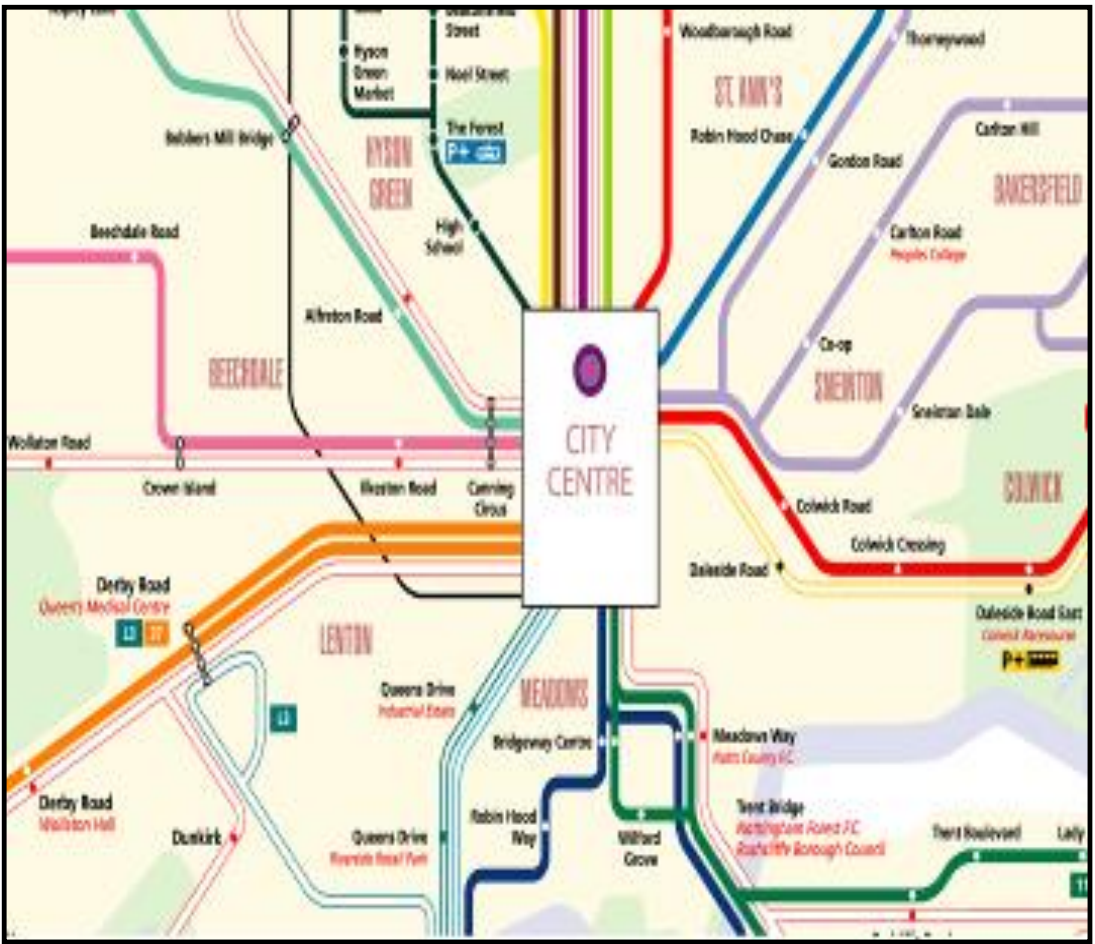 Street
Woodborough Road
Thorneywood
Hyson
Green
Market
Noel Street
ST. ANN'S
The Forest
P+
Bobbers Mill Bridge
HYSON
GREEN
Robin Hood Chase
Carlton Hill
Gordon Road
BAKERSFIELD
High
School
Beechdale Road
Carlton Road
Peoples College
Alfreton Road
Co-op
BEECHDALE
SNEINTON
Sneinton Dale
CITY
CENTRE
Wollaton Road
Crown Island
Ilkeston Road
Canning
Circus
COLWICK
Colwick Road
Colwick Crossing
Daleside Road
Derby Road
Queen's Medical Centre
Daleside Road East
Colwick Racecourse
P+
LENTON
MEADOWS
Queens Drive
Industrial Estate
L3
Bridgeway Centre
Meadows Way
Notts County F.C.
Derby Road
Wollaton Hall
Dunkirk
Queens Drive
Riverside Retail Park
Robin Hood
Way
Wilford
Grove
Trent Bridge
Nottingham Forest F.C.
Rushcliffe Borough Council
Trent Boulevard
Lady
11